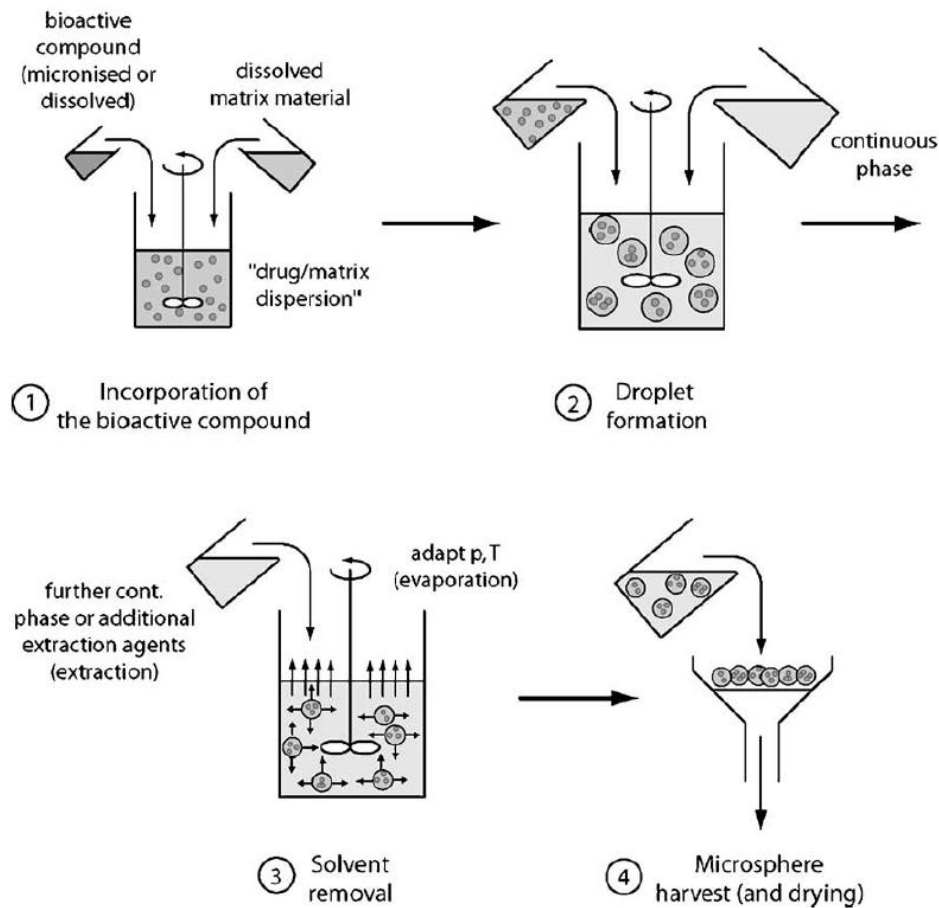 bioactive
compound
(micronised or
dissolved)
dissolved
matrix material
"drug/matrix
dispersion"
continuous
phase
1 Incorporation of
the bioactive compound
2 Droplet
formation
further cont.
phase or additional
extraction agents
(extraction)
adapt p,T
(evaporation)
3 Solvent
removal
4 Microsphere
harvest (and drying)